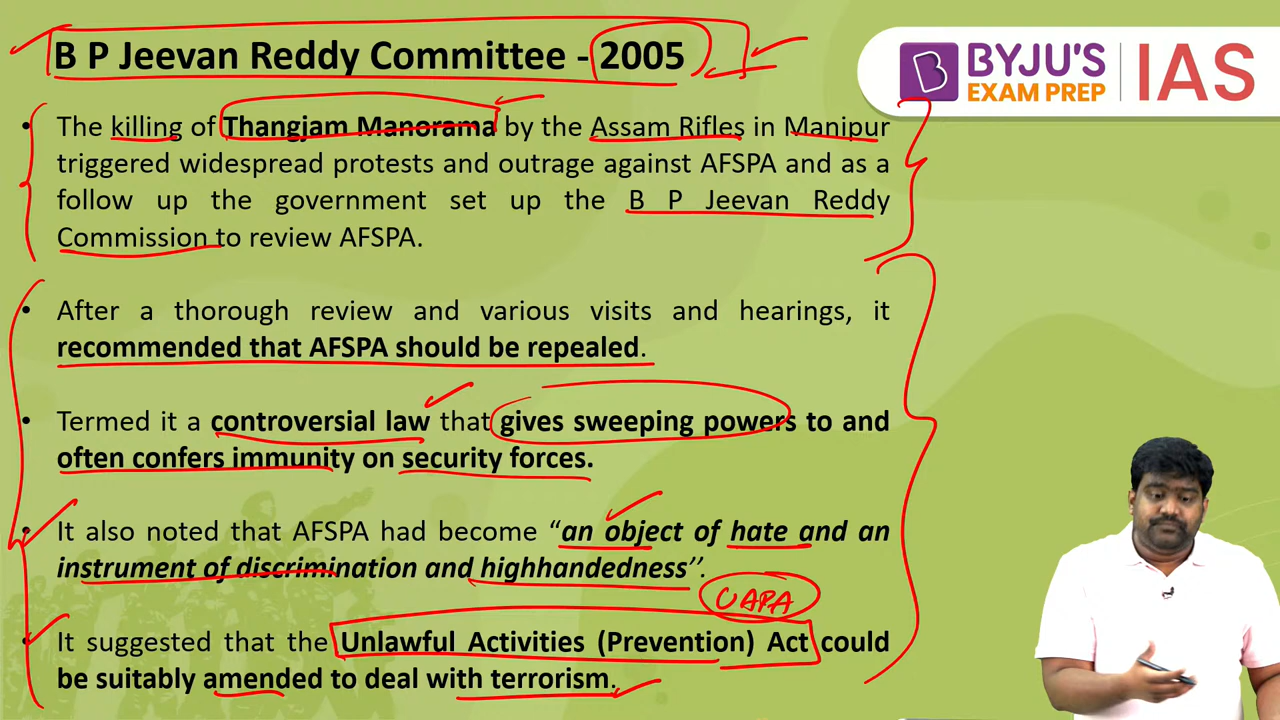 B P Jeevan Reddy Committee - 2005
BYJU'S
EXAM PREP
IAS
• The killing of Thangjam Manorama by the Assam Rifles in Manipur
triggered widespread protests and outrage against AFSPA and as a
follow up the government set up the B P Jeevan Reddy
Commission to review AFSPA.
• After a thorough review and various visits and hearings, it
recommended that AFSPA should be repealed.
• Termed it a controversial law that gives sweeping powers to and
often confers immunity on security forces.
• It also noted that AFSPA had become “an object of hate and an
instrument of discrimination and highhandedness’’.
UAPA
• It suggested that the Unlawful Activities (Prevention) Act could
be suitably amended to deal with terrorism.